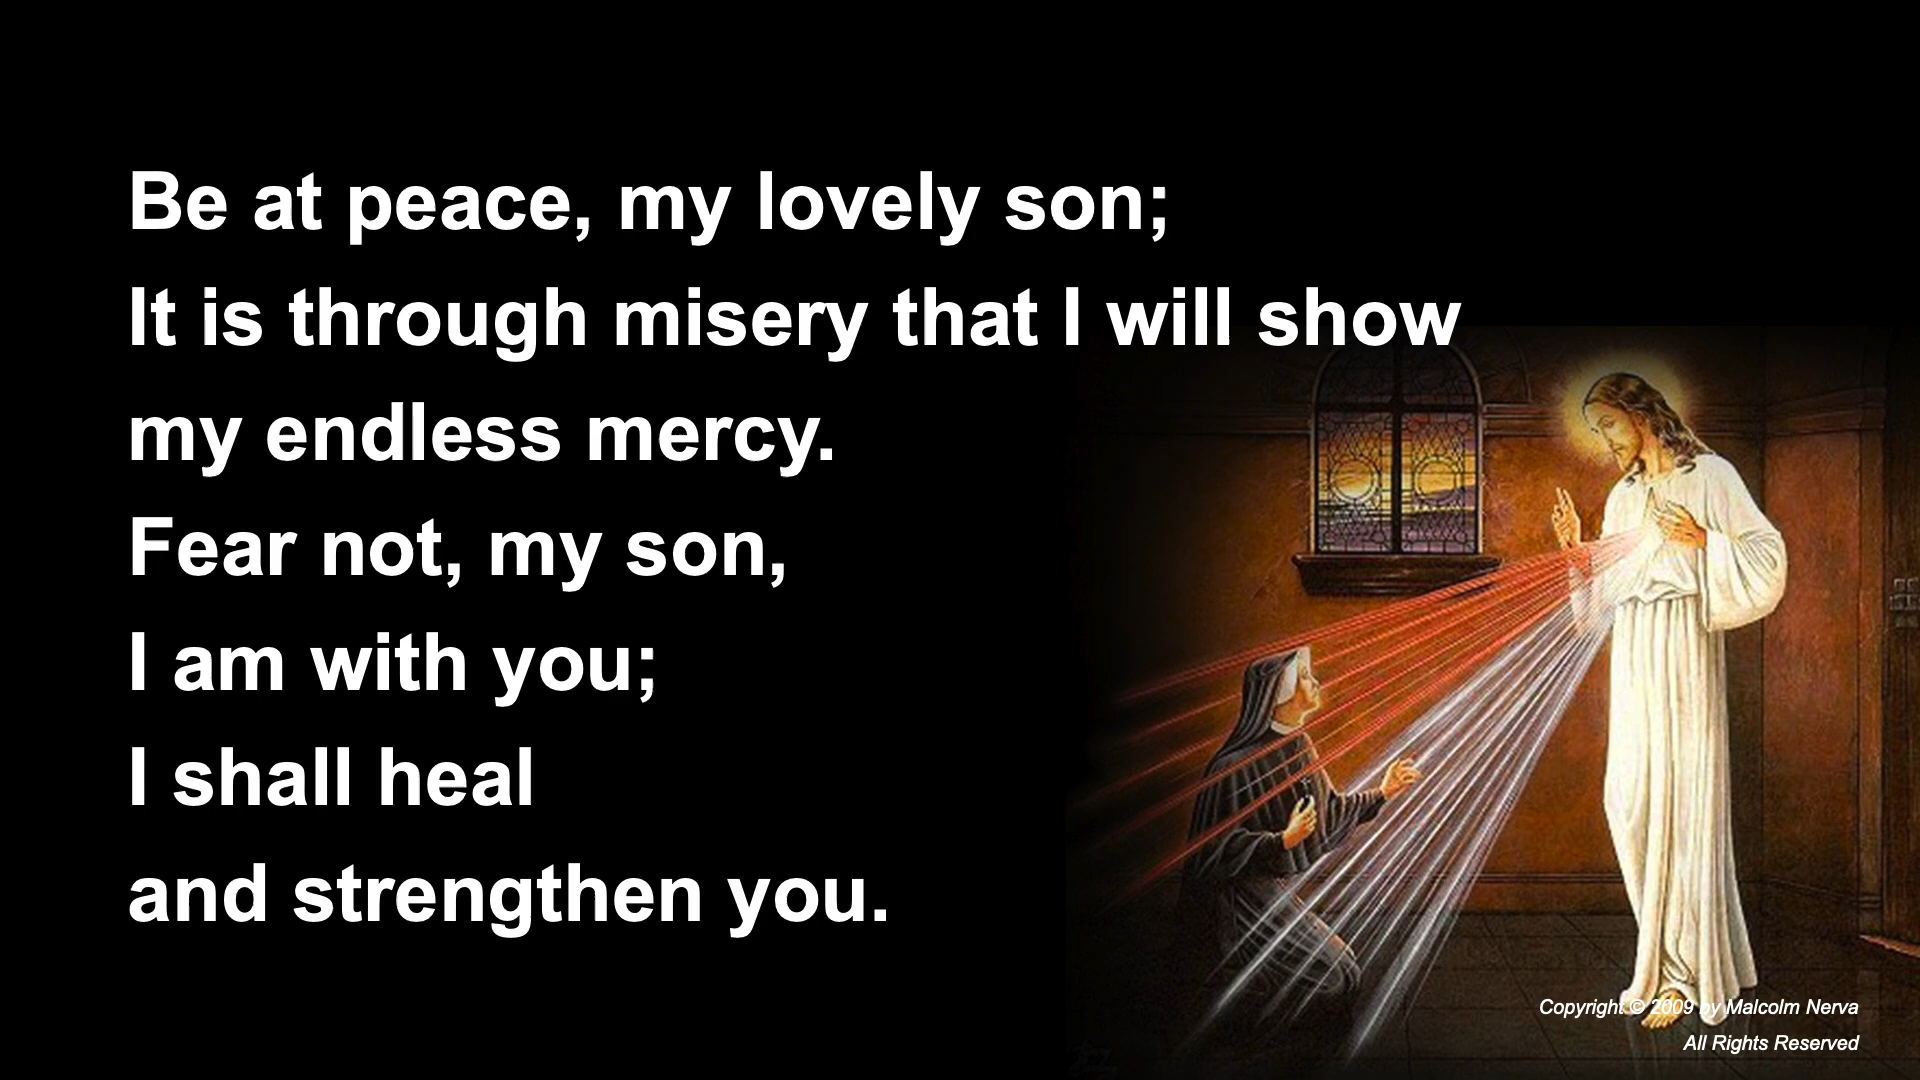 Be at peace, my lovely son;
It is through misery that I will show
my endless mercy.
Fear not, my son,
I am with you;
I shall heal
and strengthen you.
Copyright © 2009 by Malcolm Nerva
All Rights Reserved